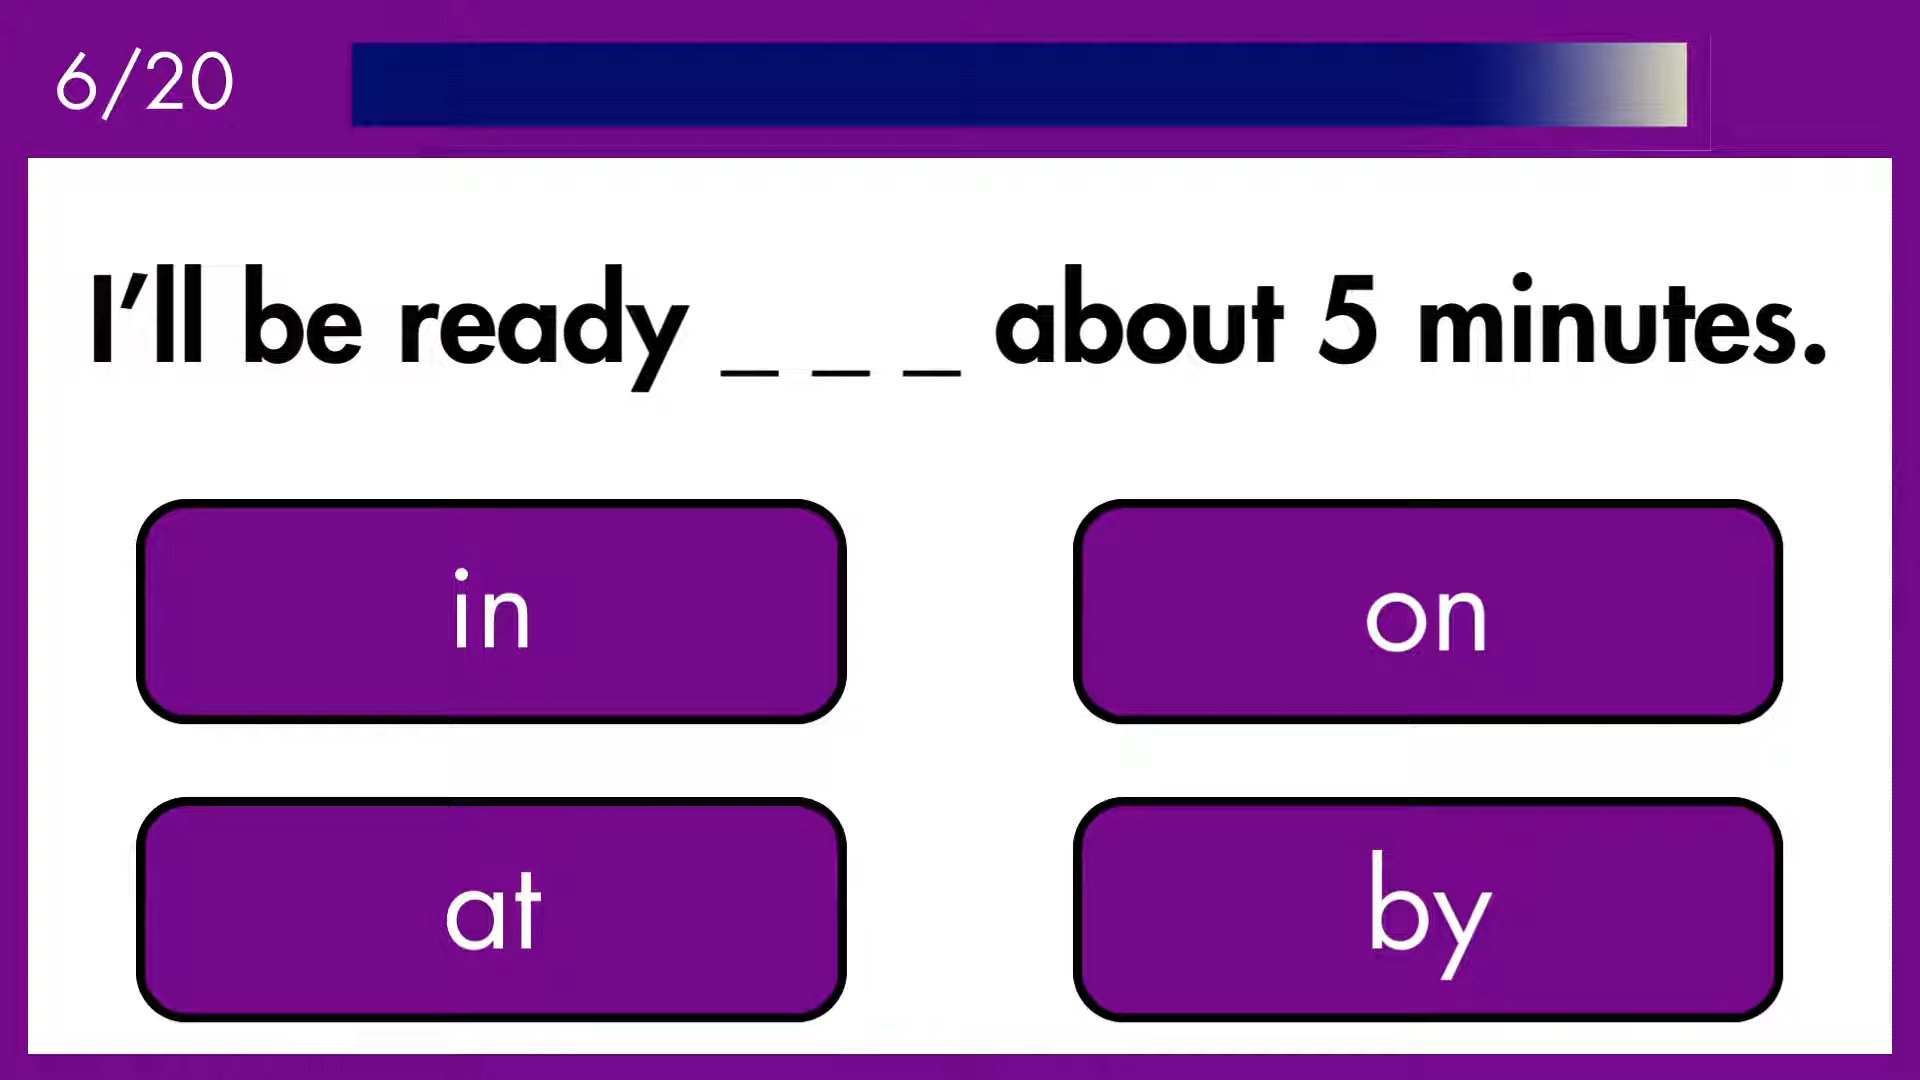 6/20
I’ll be ready _ _ _ about 5 minutes.
in
on
at
by